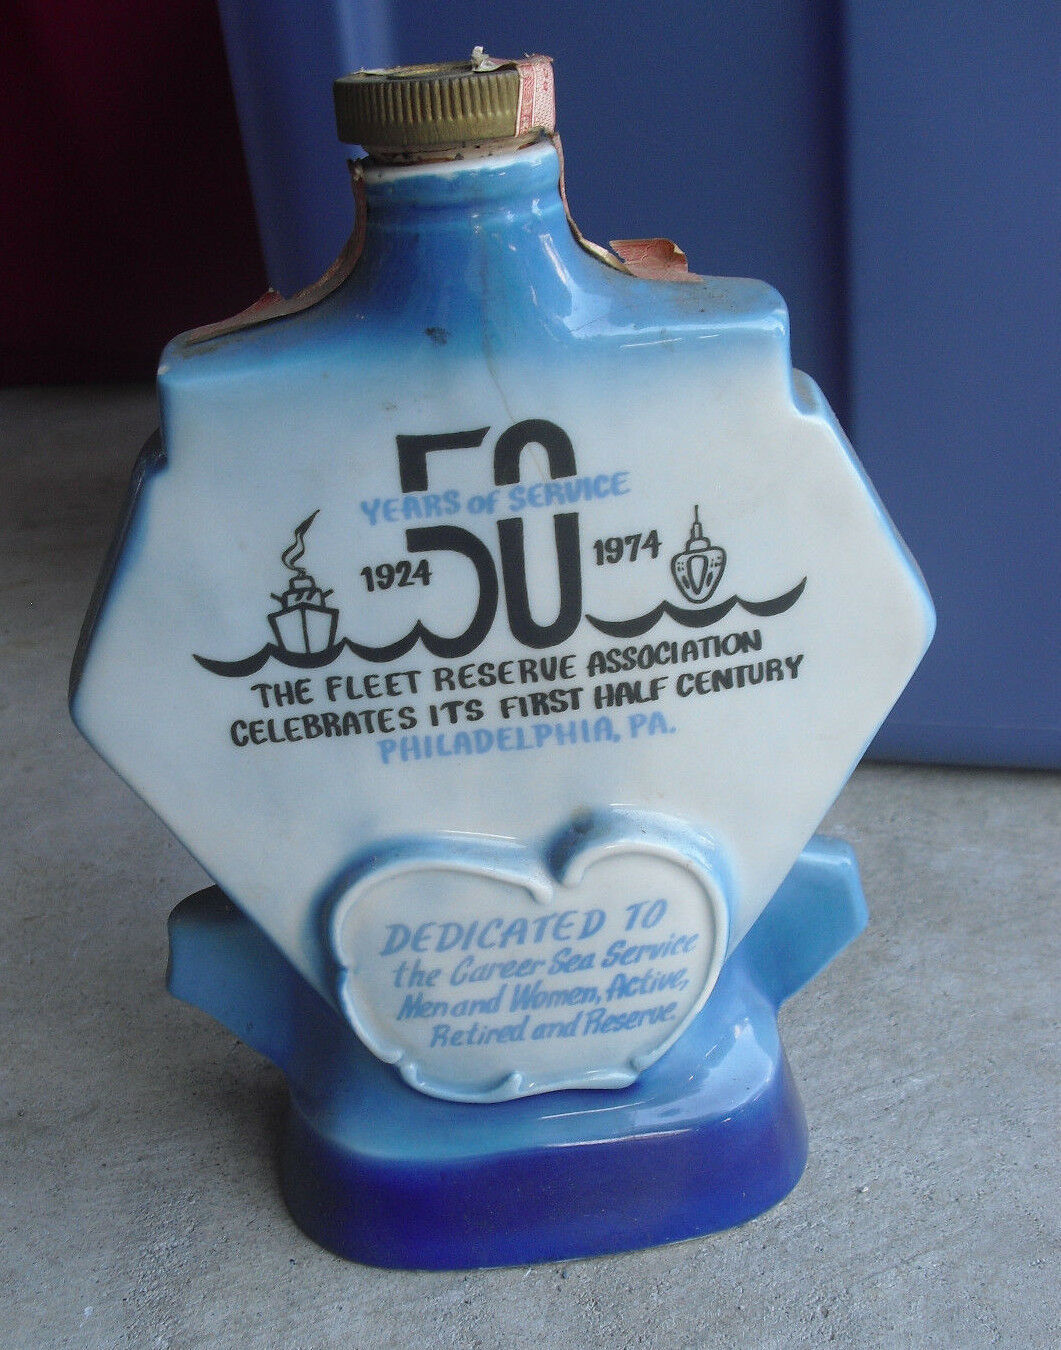 50
YEARS of SERVICE
1924 1974
THE FLEET RESERVE ASSOCIATION
CELEBRATES ITS FIRST HALF CENTURY
PHILADELPHIA, PA.
DEDICATED TO
the Career Sea Service
Men and Women, Active,
Retired and Reserve.